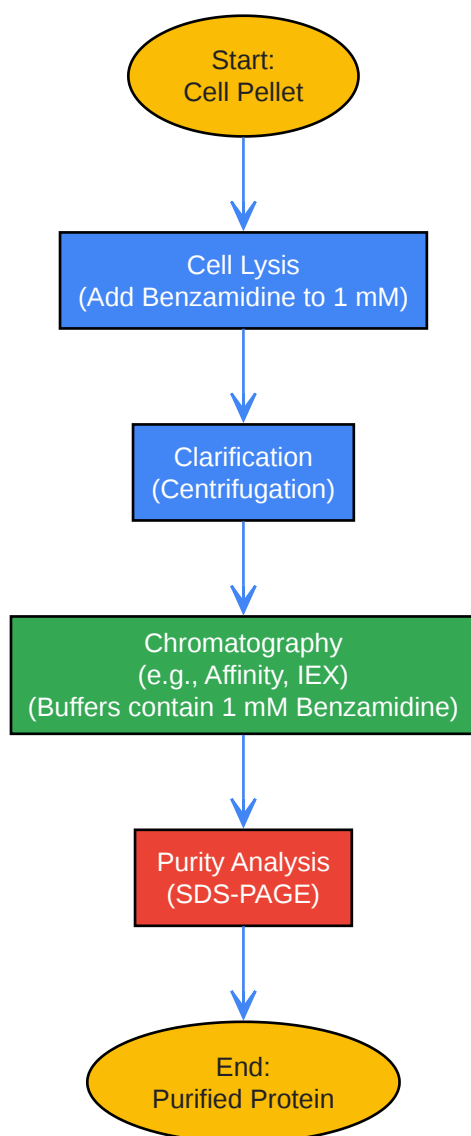 Start:
Cell Pellet
Cell Lysis
(Add Benzamidine to 1 mM)
Clarification
(Centrifugation)
Chromatography
(e.g., Affinity, IEX)
(Buffers contain 1 mM Benzamidine)
Purity Analysis
(SDS-PAGE)
End:
Purified Protein